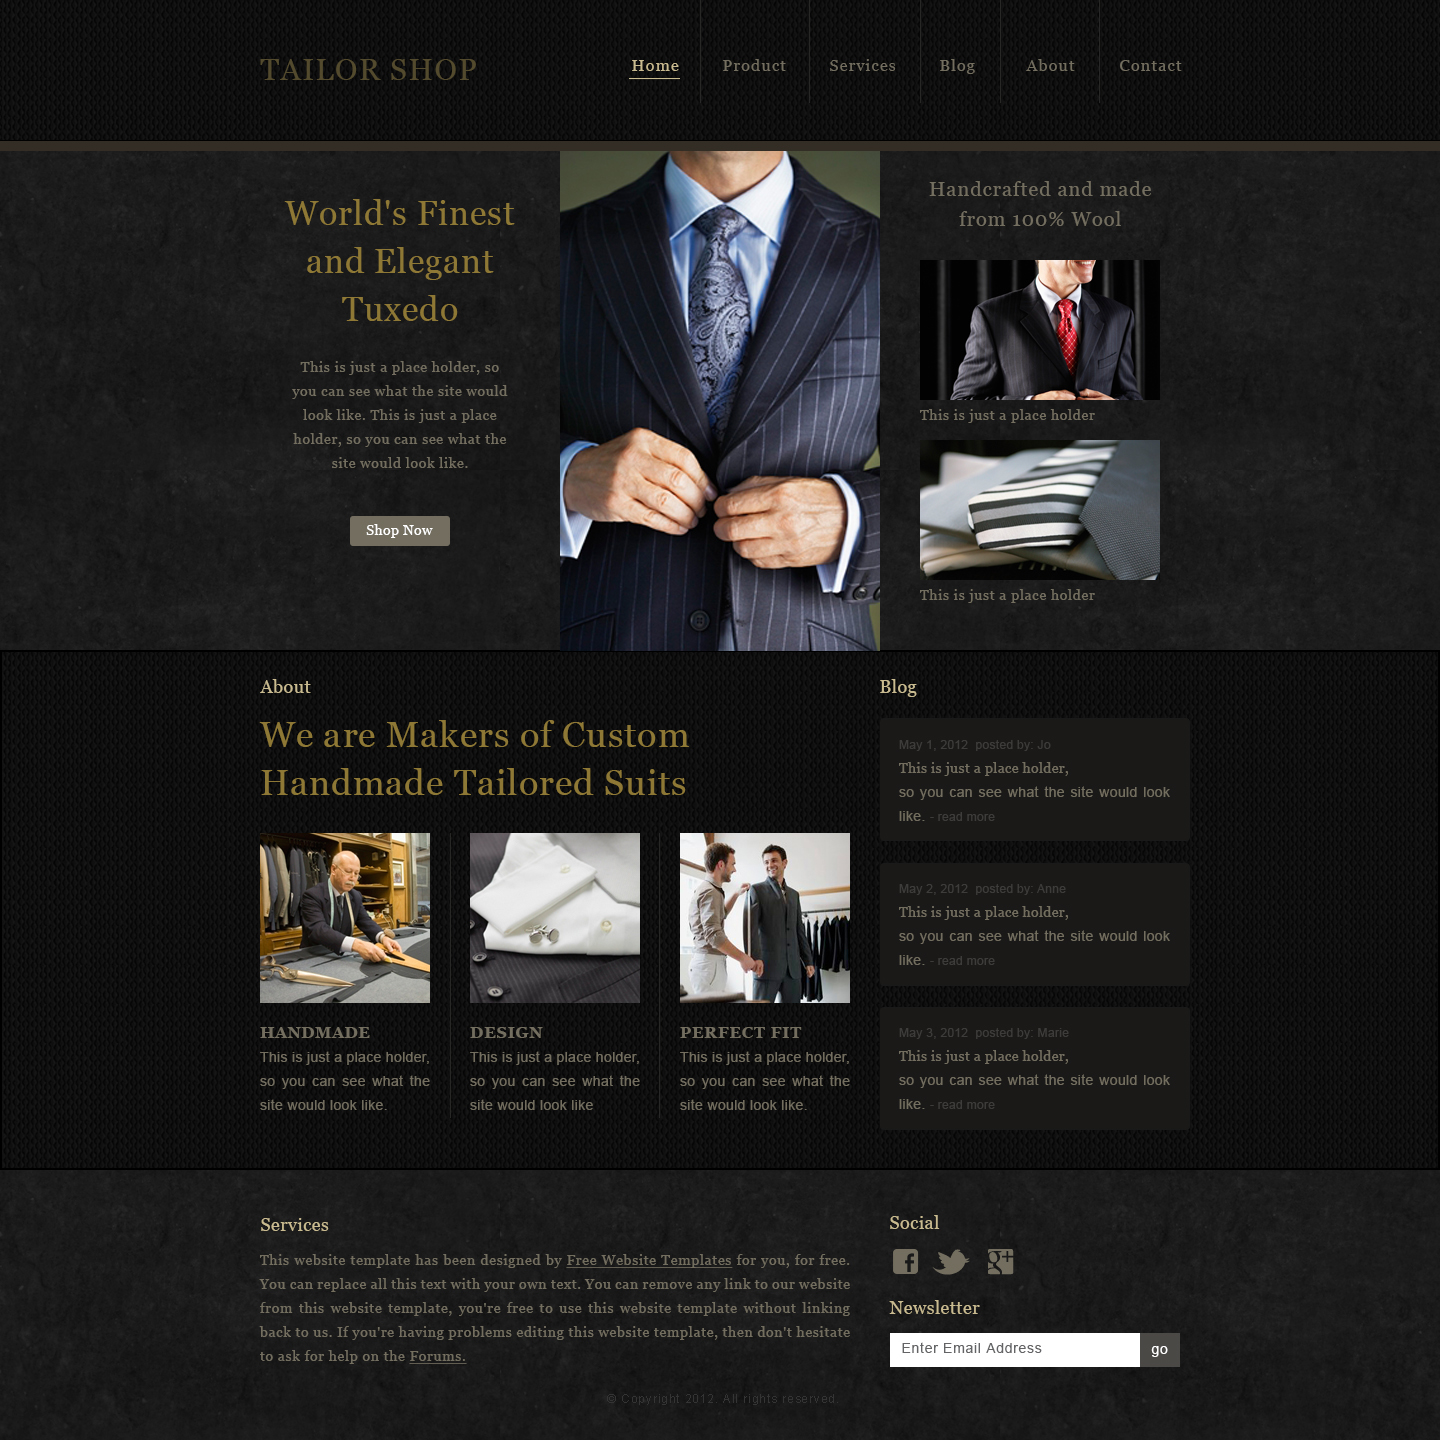 TAILOR SHOP
Home Product Services Blog About Contact
World's Finest
and Elegant
Tuxedo
This is just a place holder, so
you can see what the site would
look like. This is just a place
holder, so you can see what the
site would look like.
Shop Now
Handcrafted and made
from 100% Wool
This is just a place holder
This is just a place holder
About
We are Makers of Custom
Handmade Tailored Suits
HANDMADE
This is just a place holder,
so you can see what the
site would look like.
DESIGN
This is just a place holder,
so you can see what the
site would look like
PERFECT FIT
This is just a place holder,
so you can see what the
site would look like.
Blog
May 1, 2012 posted by: Jo
This is just a place holder,
so you can see what the site would look
like. - read more
May 2, 2012 posted by: Anne
This is just a place holder,
so you can see what the site would look
like. - read more
May 3, 2012 posted by: Marie
This is just a place holder,
so you can see what the site would look
like. - read more
Services
This website template has been designed by Free Website Templates for you, for free.
You can replace all this text with your own text. You can remove any link to our website
from this website template, you're free to use this website template without linking
back to us. If you're having problems editing this website template, then don't hesitate
to ask for help on the Forums.
Social
Newsletter
Enter Email Address go
© Copyright 2012. All rights reserved.